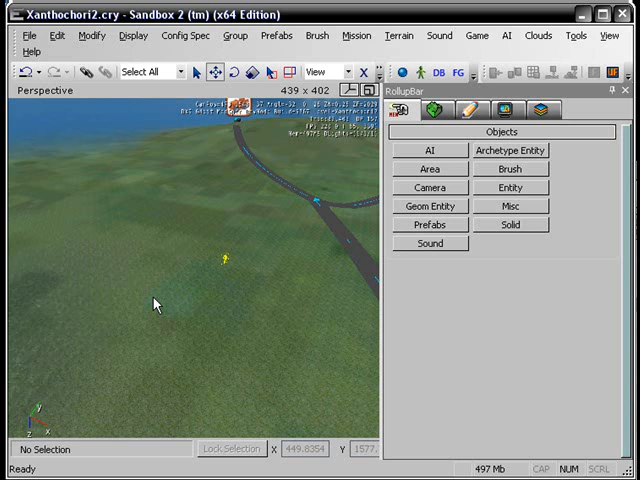 Xanthochori2.cry - Sandbox 2 (tm) (x64 Edition)
File Edit Modify Display Config Spec Group Prefabs Brush Mission Terrain Sound Game AI Clouds Tools View
Help
Select All View X DB FG UF
Perspective 439 x 402 RollupBar
Objects
AI Archetype Entity
Area Brush
Camera Entity
Geom Entity Misc
Prefabs Solid
Sound
y
x
z
No Selection Lock Selection X 449.8354 Y 1577.
Ready 497 Mb CAP NUM SCRL